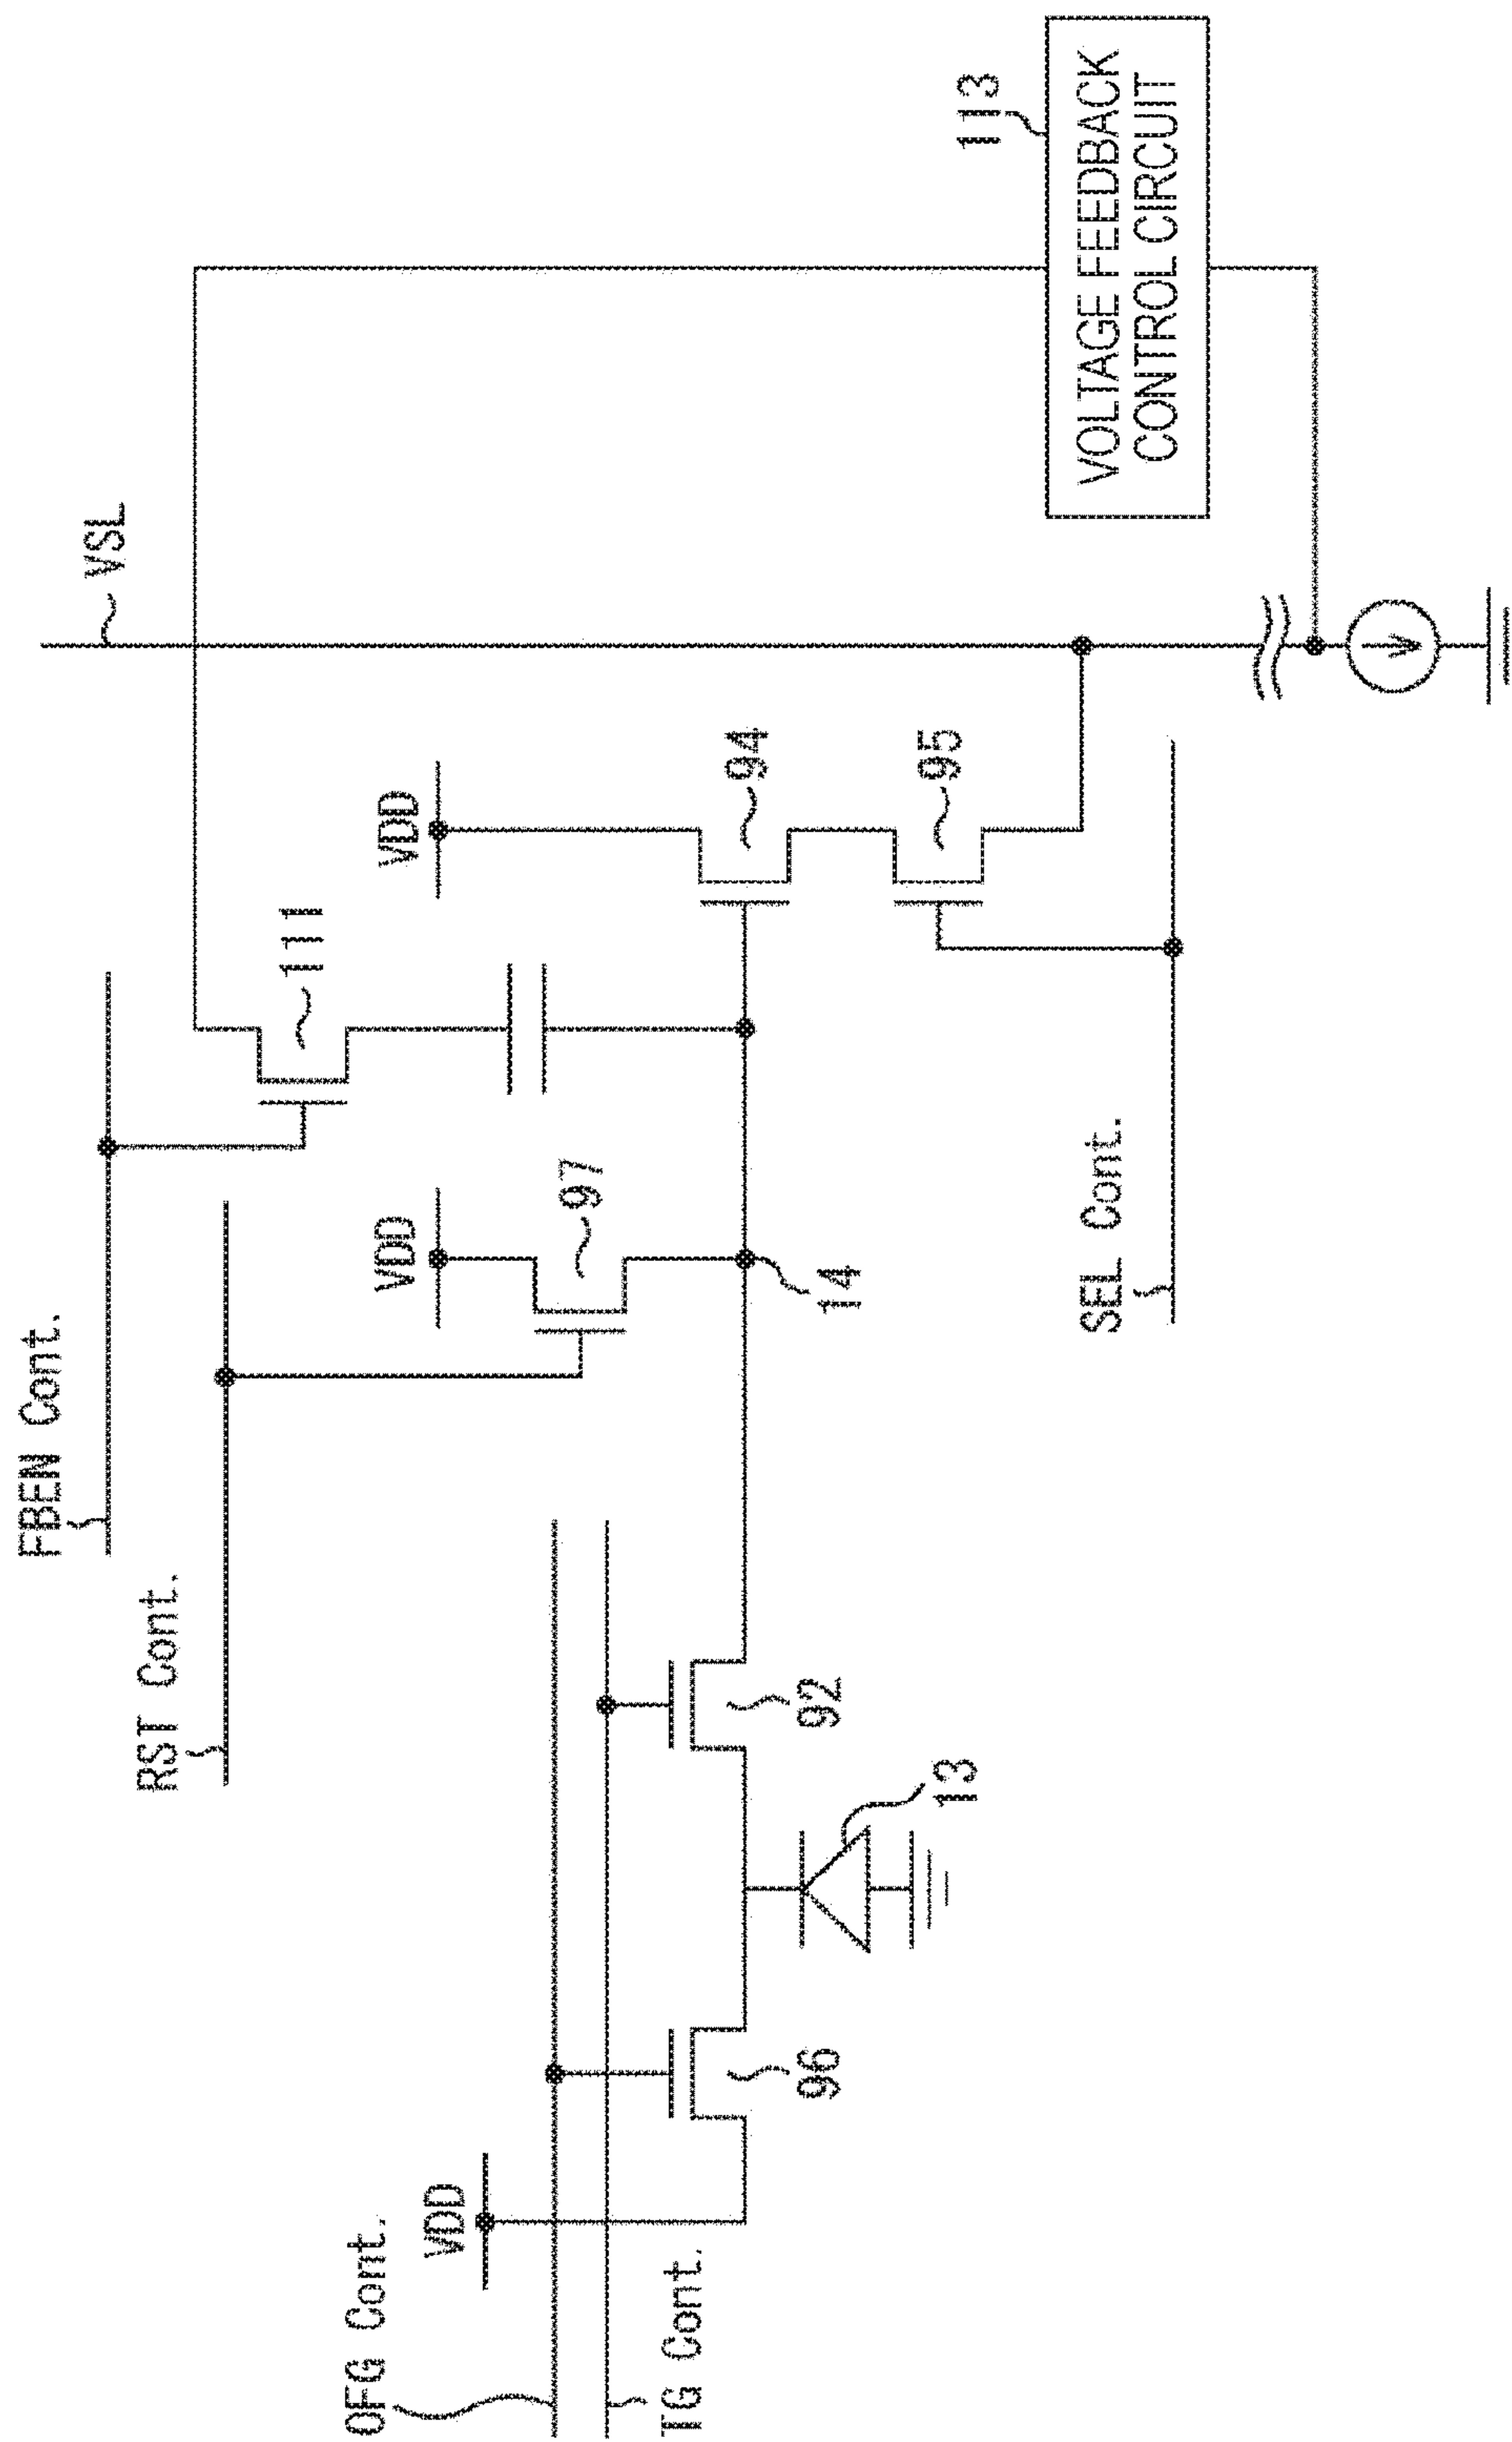 FBEN Cont.
RST Cont.
OFG Cont.
TG Cont.
VDD
VDD
VDD
VSL
111
97
94
95
14
92
96
13
SEL Cont.
113
VOLTAGE FEEDBACK
CONTROL CIRCUIT